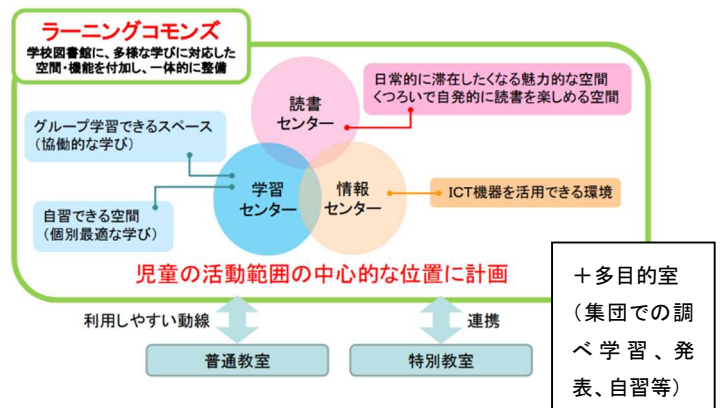 ラーニングコモンズ
学校図書館に、多様な学びに対応した
空間・機能を付加し、一体的に整備
読書
センター
日常的に滞在したくなる魅力的な空間
くつろいで自発的に読書を楽しめる空間
グループ学習できるスペース
（協働的な学び）
学習
センター
情報
センター
ICT機器を活用できる環境
自習できる空間
（個別最適な学び）
児童の活動範囲の中心的な位置に計画
＋多目的室
（集団での調
べ学習、発
表、自習等）
利用しやすい動線
連携
普通教室
特別教室